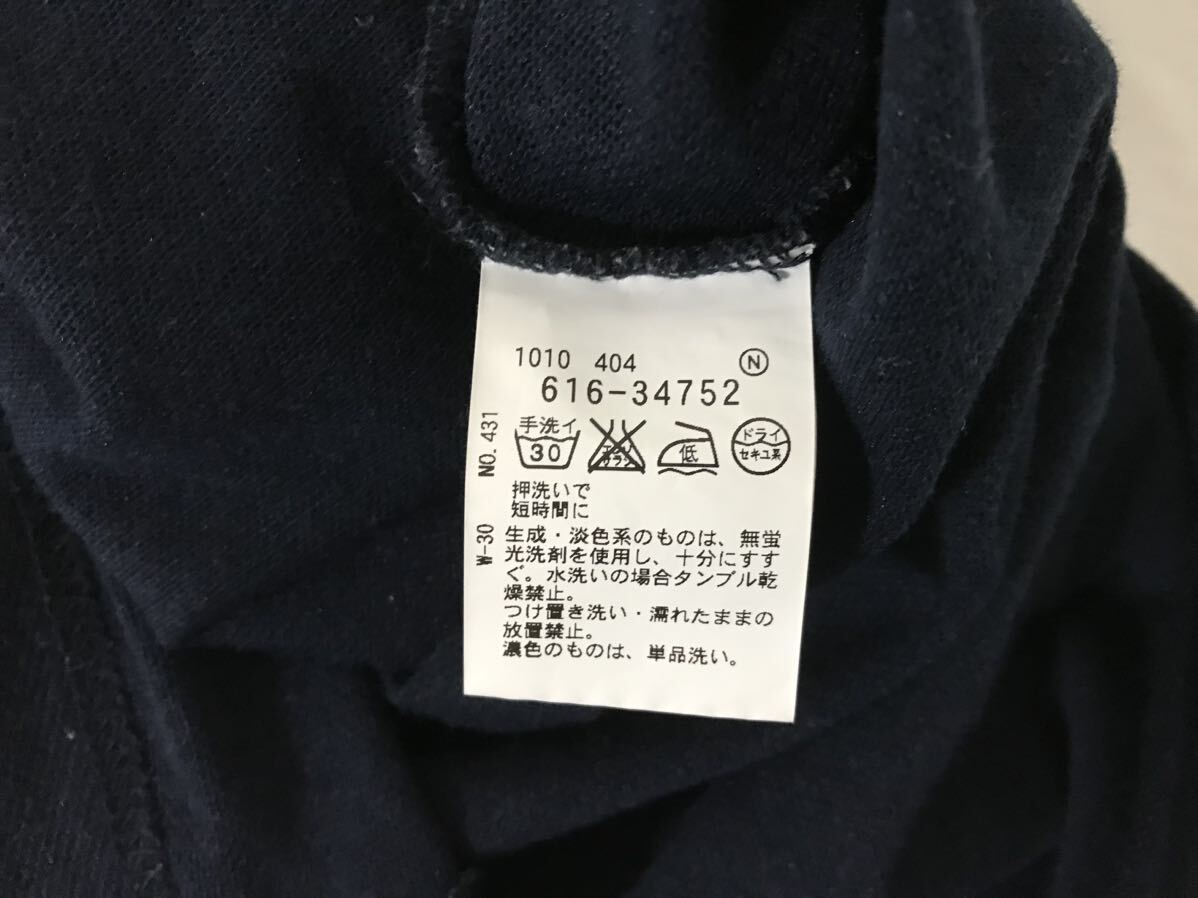 1010 404 Ⓝ
616-34752
手洗イ
30
エンソ
サラシ
低
ドライ
セキユ系
NO.431
W-30
押洗いで
短時間に
生成・淡色系のものは、無蛍
光洗剤を使用し、十分にすす
ぐ。水洗いの場合タンブル乾
燥禁止。
つけ置き洗い・濡れたままの
放置禁止。
濃色のものは、単品洗い。